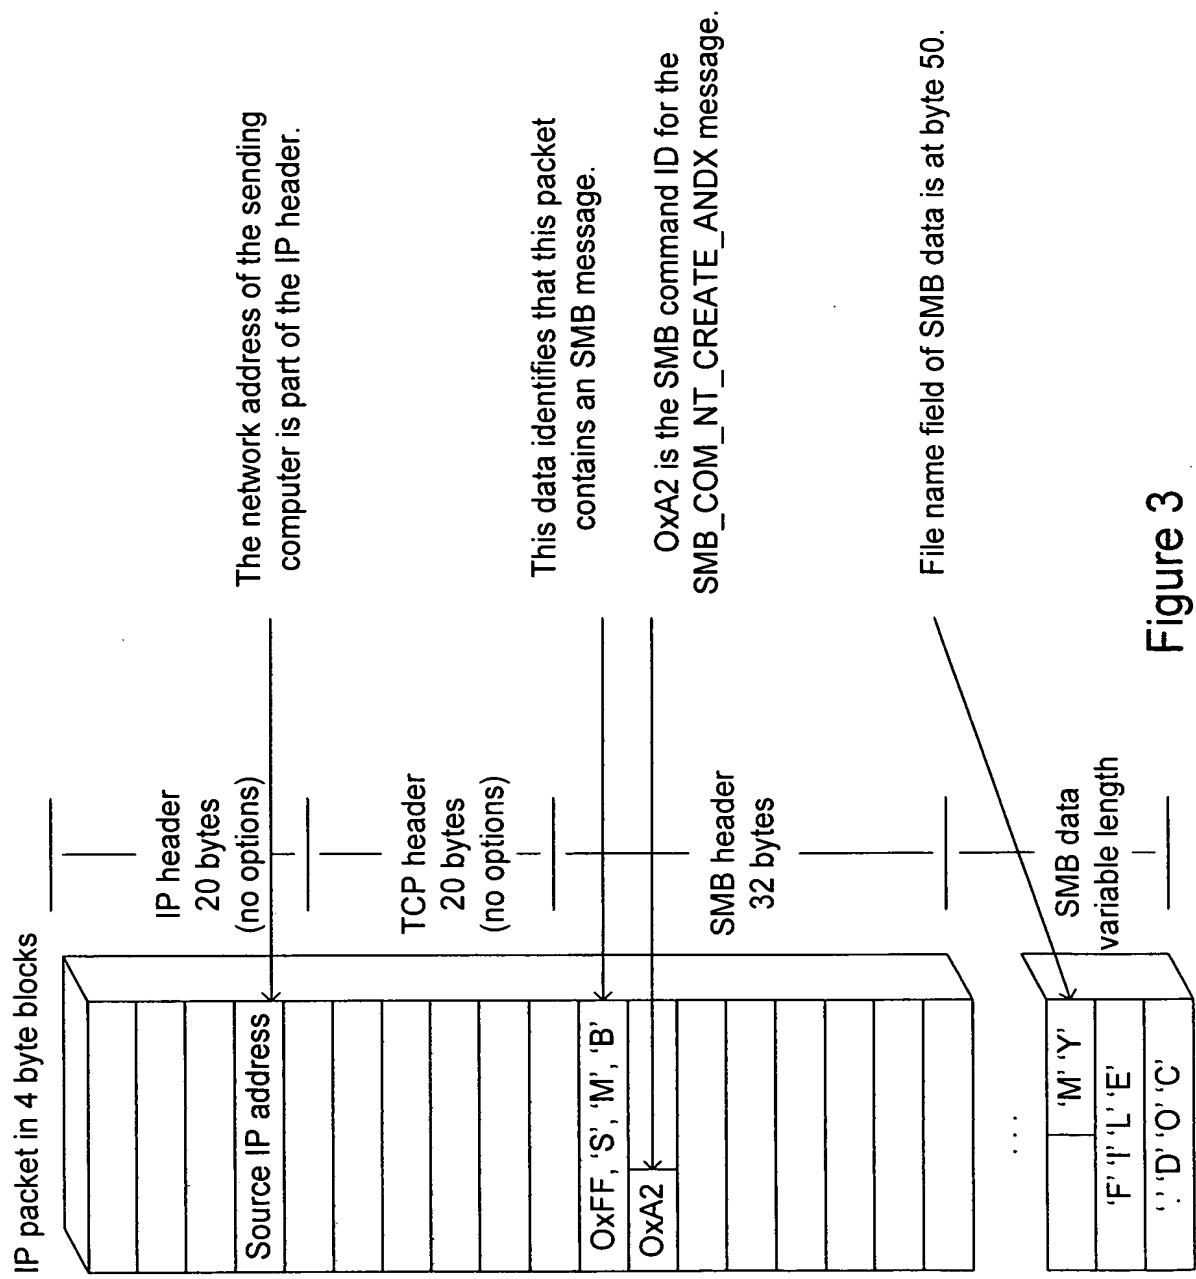 IP packet in 4 byte blocks
Source IP address
OxFF, ‘S’, ‘M’, ‘B’
OxA2
. . . .
‘M’ ‘Y’
‘F’ ‘I’ ‘L’ ‘E’
‘.’ ‘D’ ‘O’ ‘C’
IP header
20 bytes
(no options)
TCP header
20 bytes
(no options)
SMB header
32 bytes
SMB data
variable length
The network address of the sending
computer is part of the IP header.
This data identifies that this packet
contains an SMB message.
OxA2 is the SMB command ID for the
SMB_COM_NT_CREATE_ANDX message.
File name field of SMB data is at byte 50.
Figure 3